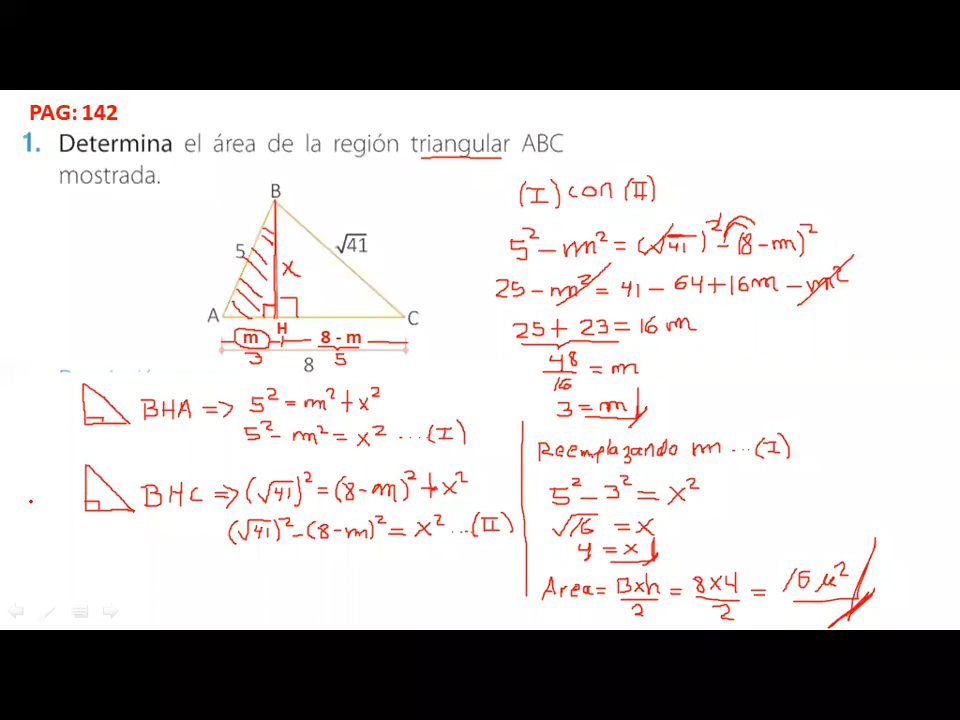 PAG: 142
1. Determina el área de la región triangular ABC
mostrada.
B
5
√41
x
A
H
C
m
8 - m
3
5
8
BHA => 5² = m² + x²
5² - m² = x² ...(I)
BHC => (√41)² = (8-m)² + x²
(√41)² - (8-m)² = x² ...(II)
(I) con (II)
5² - m² = (√41)² - (8-m)²
25 - m² = 41 - 64 + 16m - m²
25 + 23 = 16m
48/16 = m
3 = m
Reemplazando m ...(I)
5² - 3² = x²
√16 = x
4 = x
Area = Bxh/2 = 8x4/2 = 16 μ²